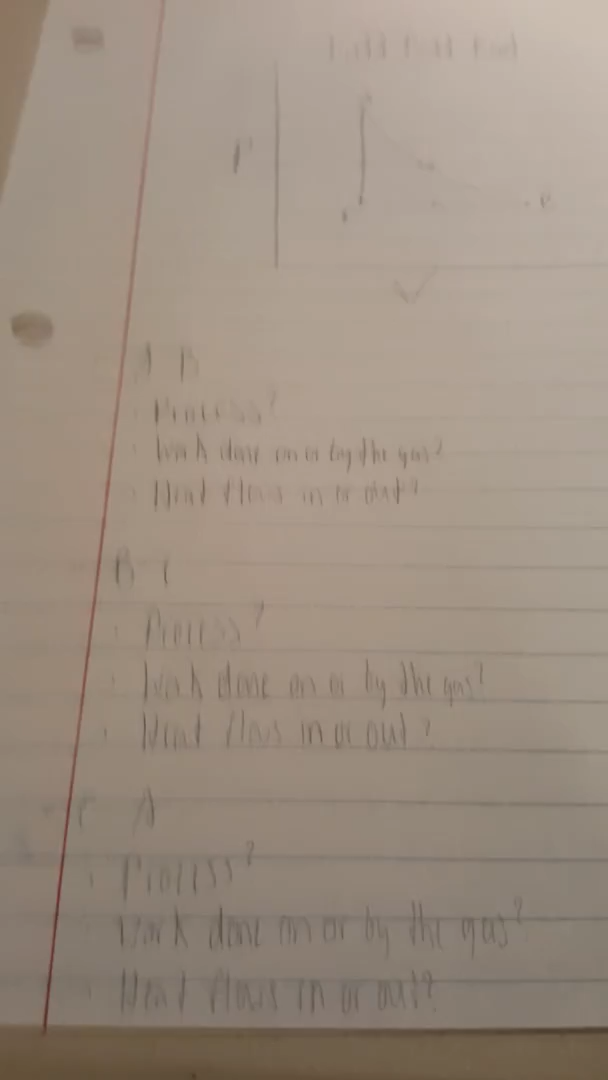 P
B
A B
Process?
Work done on or by the gas?
Heat flows in or out?
B C
Process?
Work done on or by the gas?
Heat flows in or out?
C A
Process?
Work done on or by the gas?
Heat flows in or out?